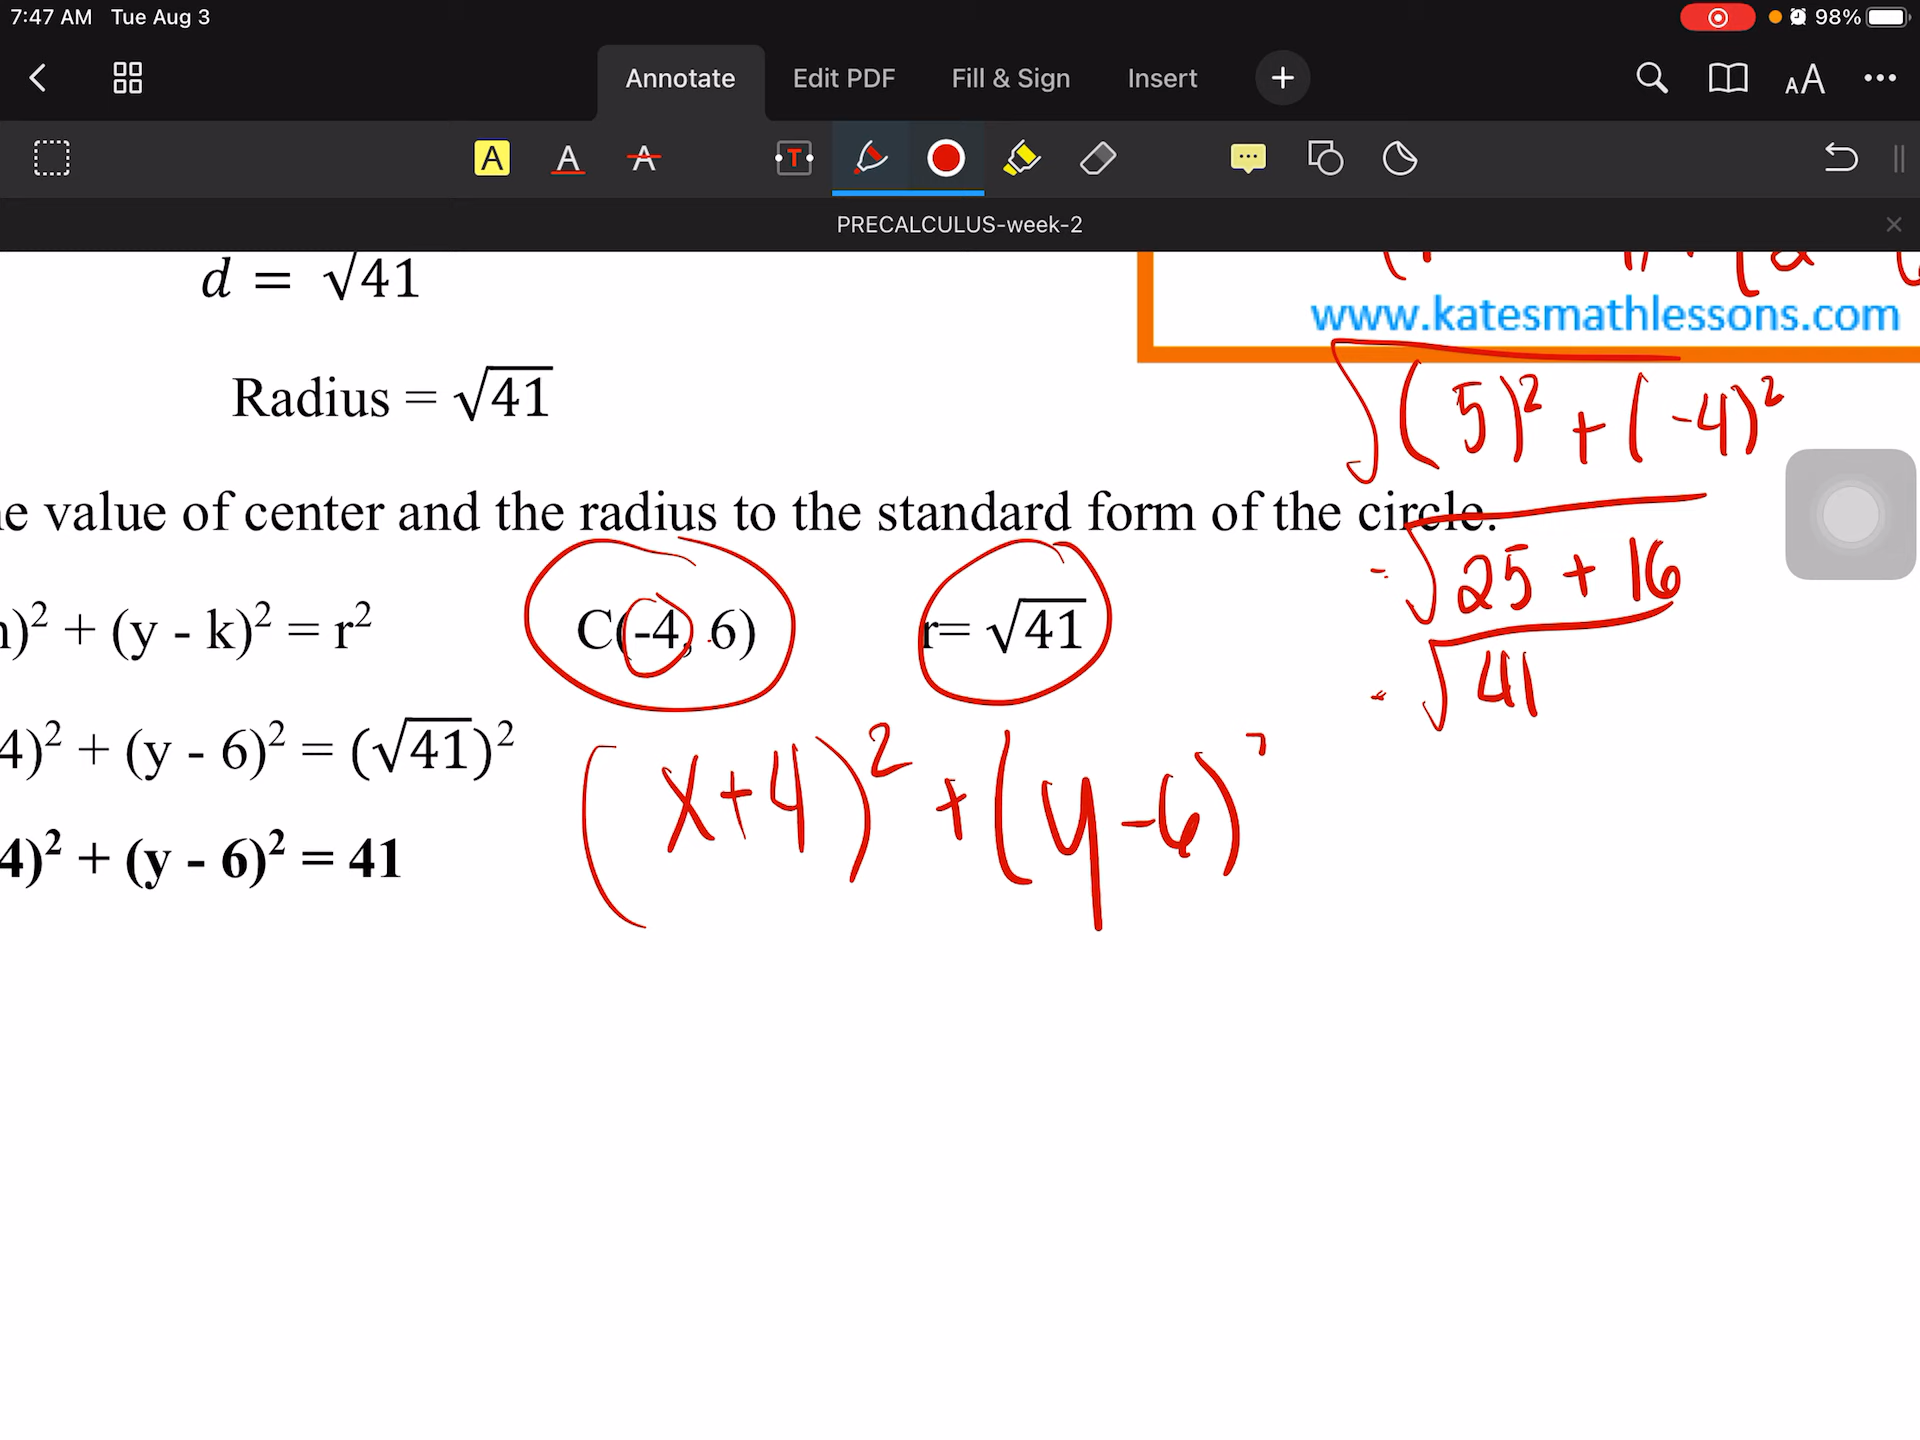 7:47 AM Tue Aug 3
98%
Annotate Edit PDF Fill & Sign Insert
AA
A A A T
PRECALCULUS-week-2
d = √41
www.katesmathlessons.com
Radius = √41
√(5)² + (-4)²
value of center and the radius to the standard form of the circle.
= √25 + 16
)² + (y - k)² = r² C(-4, 6) r= √41
= √41
4)² + (y - 6)² = (√41)²
(x+4)² + (y-6)
4)² + (y - 6)² = 41